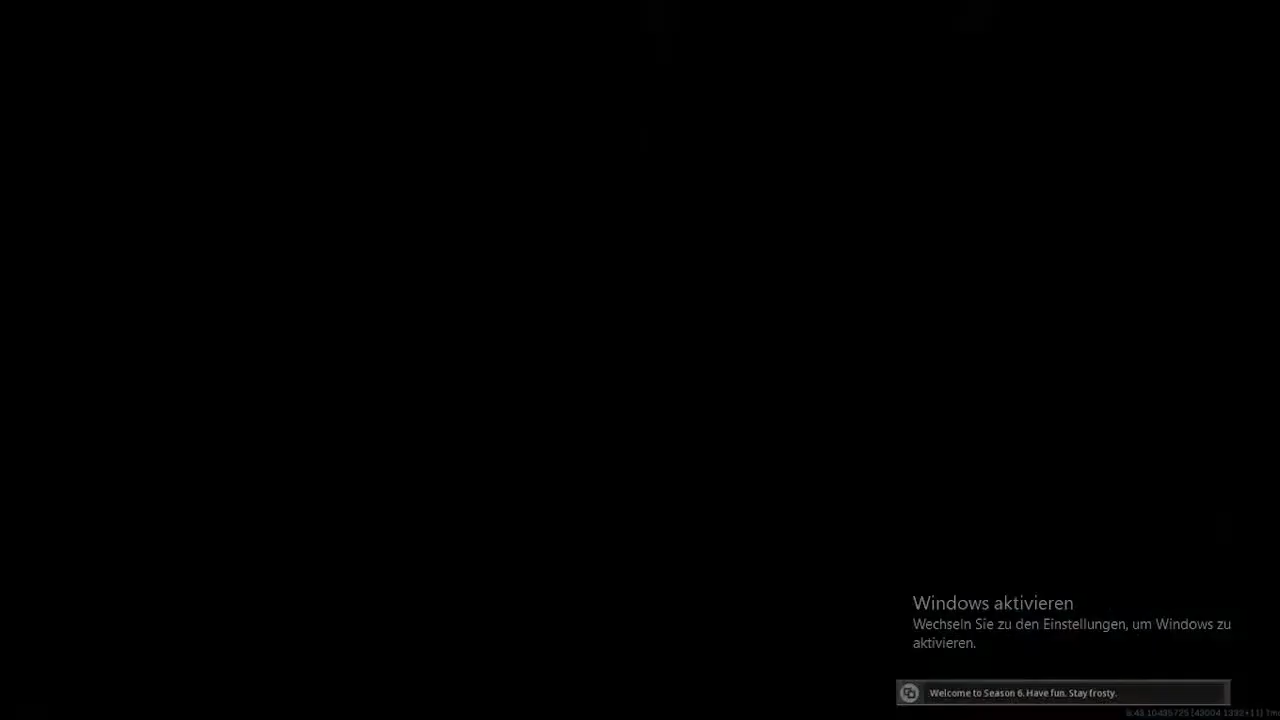 Windows aktivieren
Wechseln Sie zu den Einstellungen, um Windows zu
aktivieren.
Welcome to Season 6. Have fun. Stay frosty.